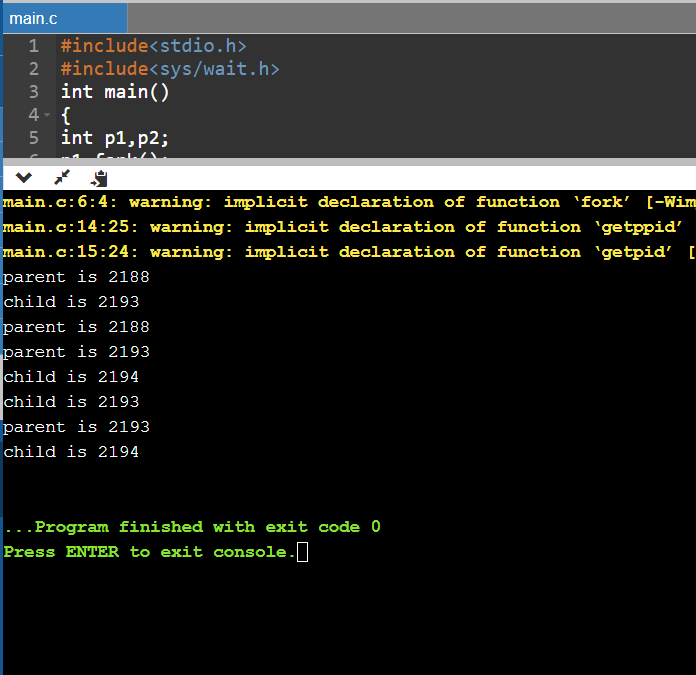 main.c
1 #include<stdio.h>
2 #include<sys/wait.h>
3 int main()
4 {
5 int p1,p2;
main.c:6:4: warning: implicit declaration of function ‘fork’ [-Wim
main.c:14:25: warning: implicit declaration of function ‘getppid’
main.c:15:24: warning: implicit declaration of function ‘getpid’ [
parent is 2188
child is 2193
parent is 2188
parent is 2193
child is 2194
child is 2193
parent is 2193
child is 2194
...Program finished with exit code 0
Press ENTER to exit console.